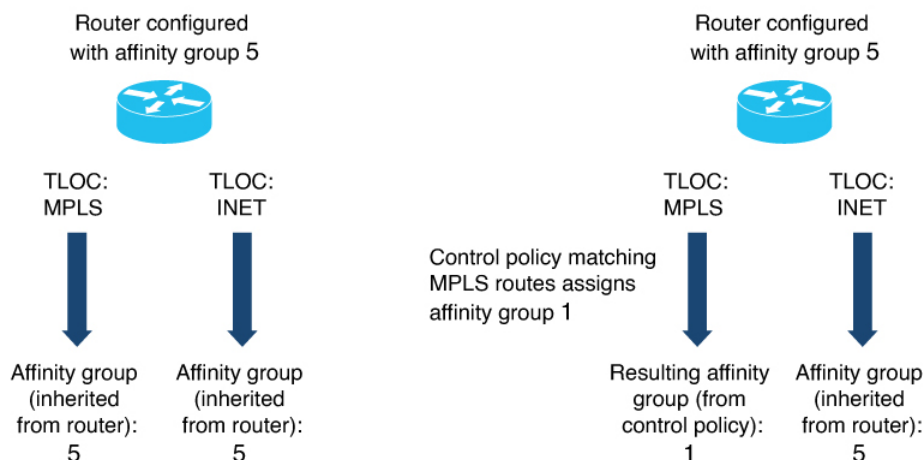 Router configured
with affinity group 5
TLOC:
MPLS
TLOC:
INET
Affinity group
(inherited
from router):
5
Affinity group
(inherited
from router):
5
Router configured
with affinity group 5
TLOC:
MPLS
TLOC:
INET
Control policy matching
MPLS routes assigns
affinity group 1
Resulting affinity
group (from
control policy):
1
Affinity group
(inherited
from router):
5